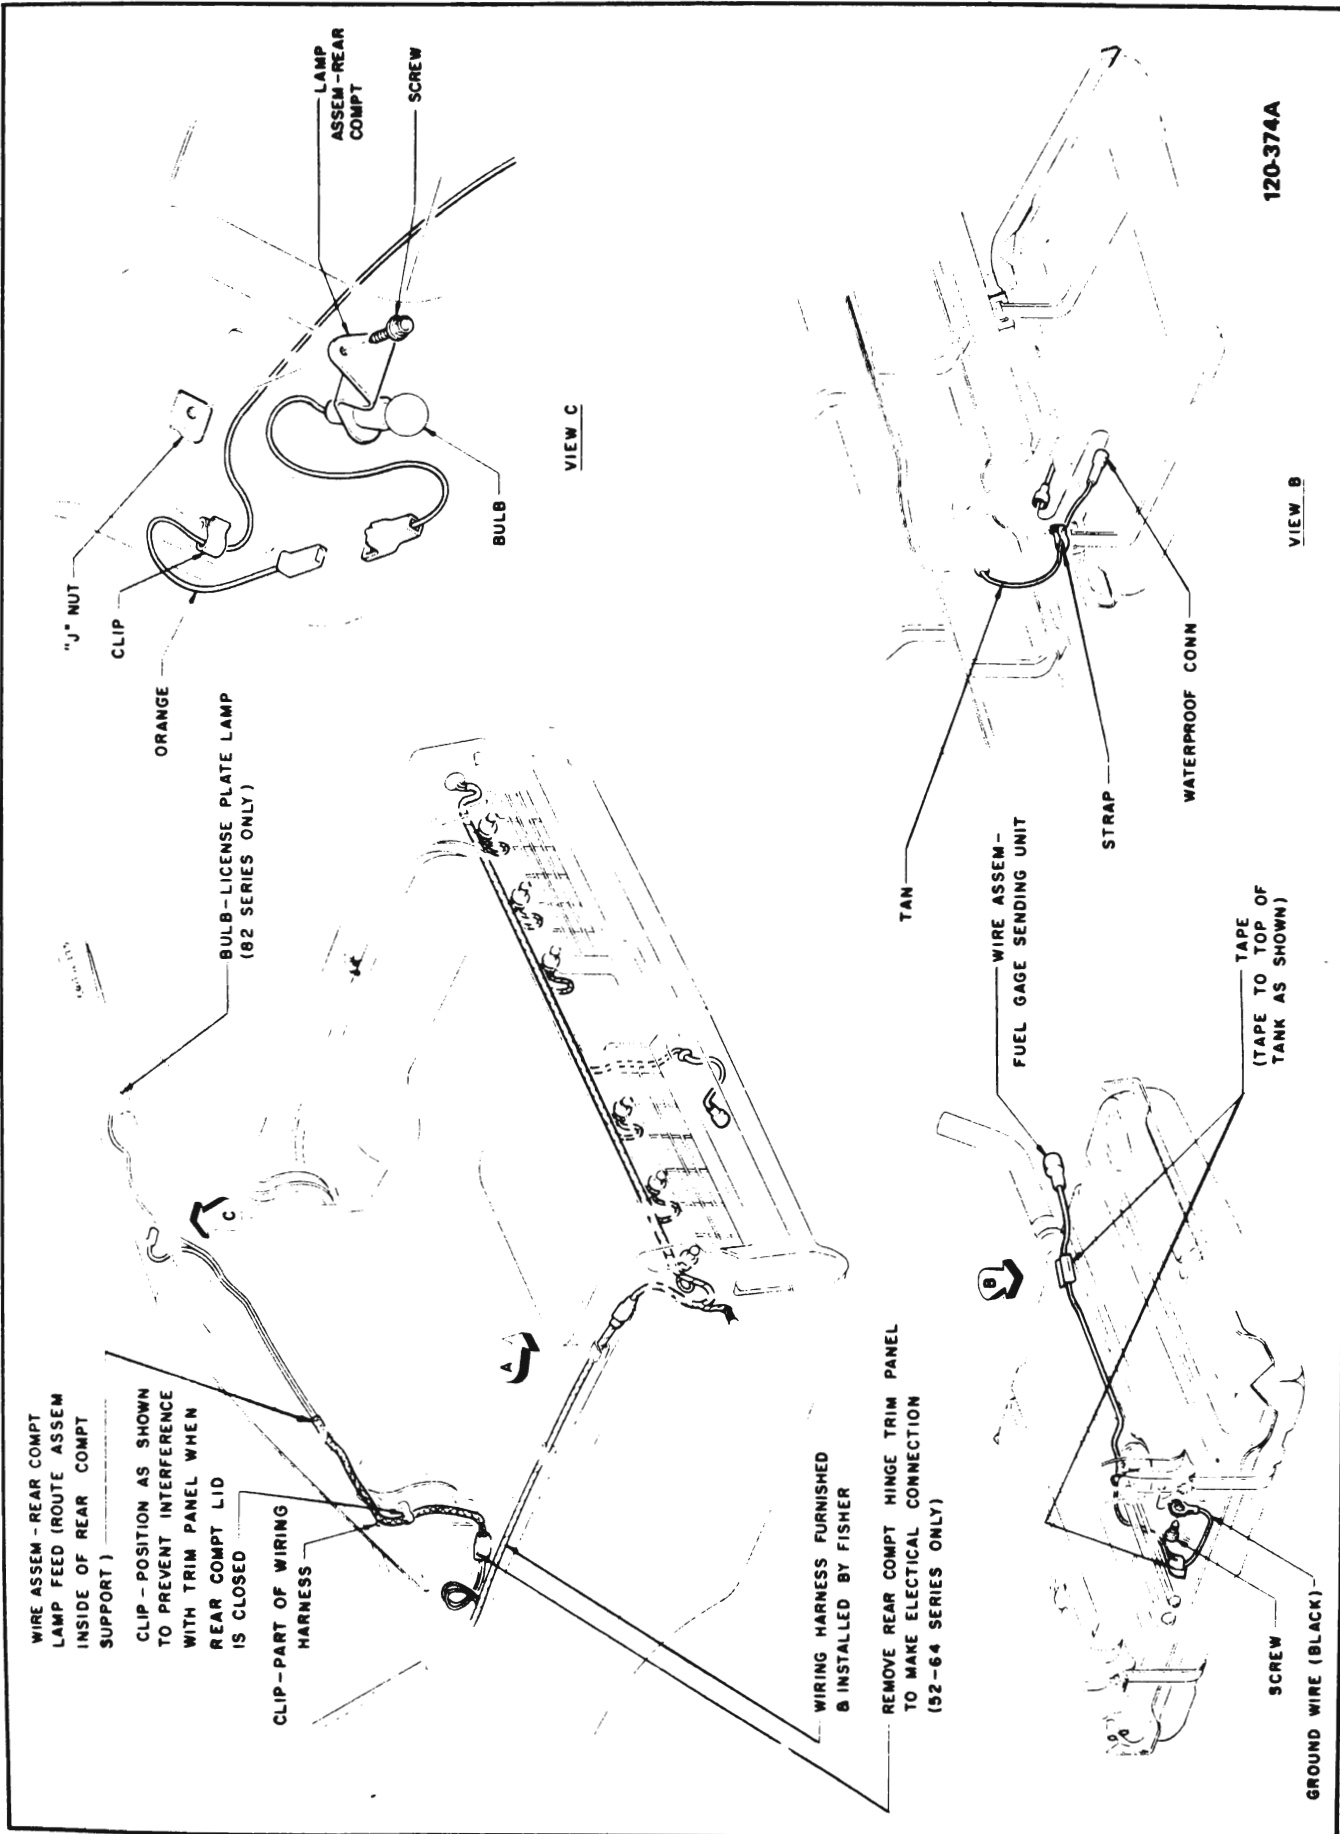 WIRE ASSEM - REAR COMPT
LAMP FEED (ROUTE ASSEM
INSIDE OF REAR COMPT
SUPPORT)
CLIP - POSITION AS SHOWN
TO PREVENT INTERFERENCE
WITH TRIM PANEL WHEN
REAR COMPT LID
IS CLOSED
CLIP-PART OF WIRING
HARNESS
BULB-LICENSE PLATE LAMP
(82 SERIES ONLY)
C
A
WIRING HARNESS FURNISHED
& INSTALLED BY FISHER
REMOVE REAR COMPT HINGE TRIM PANEL
TO MAKE ELECTRICAL CONNECTION
(52-64 SERIES ONLY)
"J" NUT
CLIP
ORANGE
LAMP
ASSEM-REAR
COMPT
SCREW
BULB
VIEW C
B
WIRE ASSEM-
FUEL GAGE SENDING UNIT
TAPE
(TAPE TO TOP OF
TANK AS SHOWN)
SCREW
GROUND WIRE (BLACK)
TAN
STRAP
WATERPROOF CONN
VIEW B
120-374A